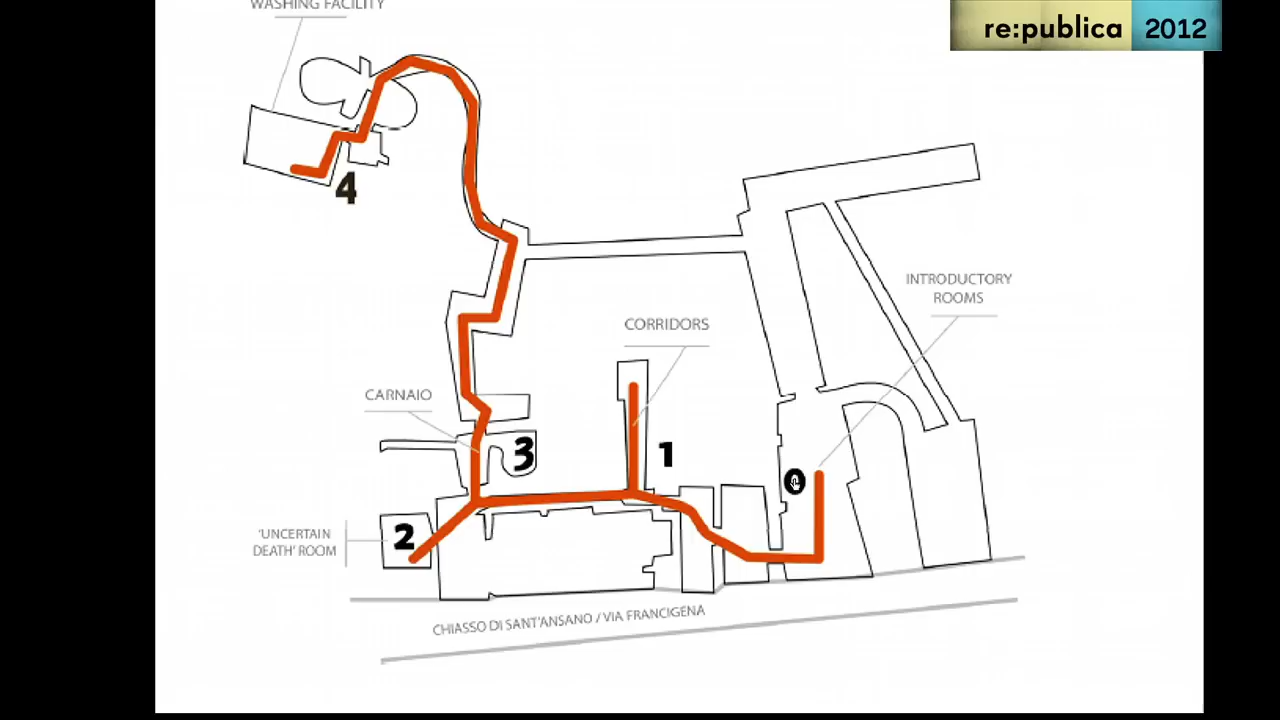 WASHING FACILITY
re:publica 2012
4
INTRODUCTORY
ROOMS
CORRIDORS
CARNAIO
3
1
0
2
'UNCERTAIN
DEATH' ROOM
CHIASSO DI SANT'ANSANO / VIA FRANCIGENA